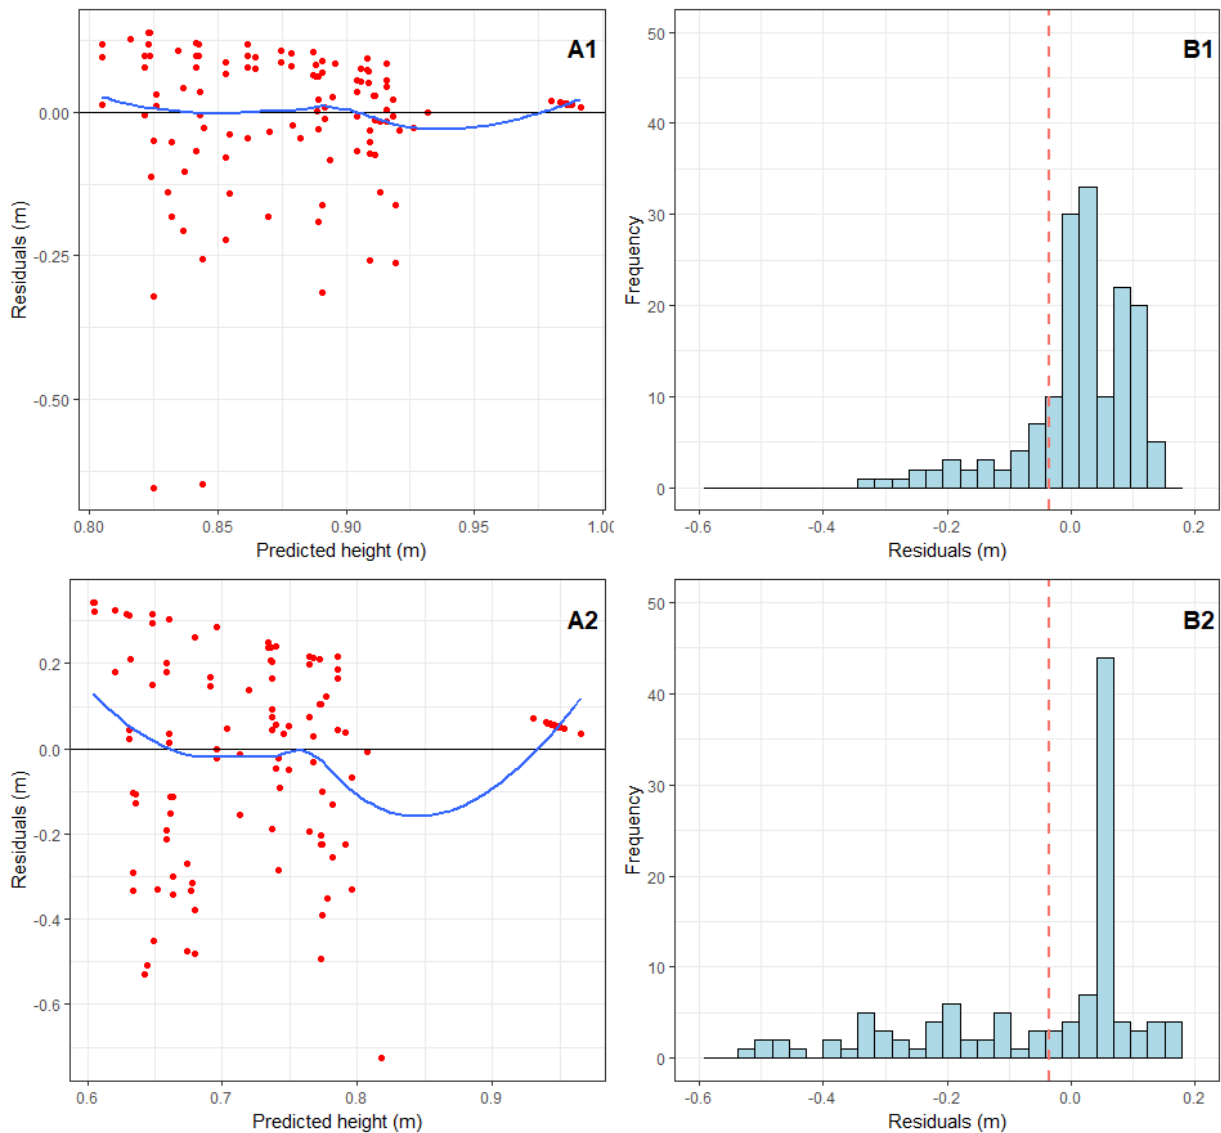 A1
0.00
-0.25
-0.50
Residuals (m)
0.80 0.85 0.90 0.95 1.00
Predicted height (m)
B1
50
40
30
20
10
0
Frequency
-0.6 -0.4 -0.2 0.0 0.2
Residuals (m)
A2
0.2
0.0
-0.2
-0.4
-0.6
Residuals (m)
0.6 0.7 0.8 0.9
Predicted height (m)
B2
50
40
30
20
10
0
Frequency
-0.6 -0.4 -0.2 0.0 0.2
Residuals (m)